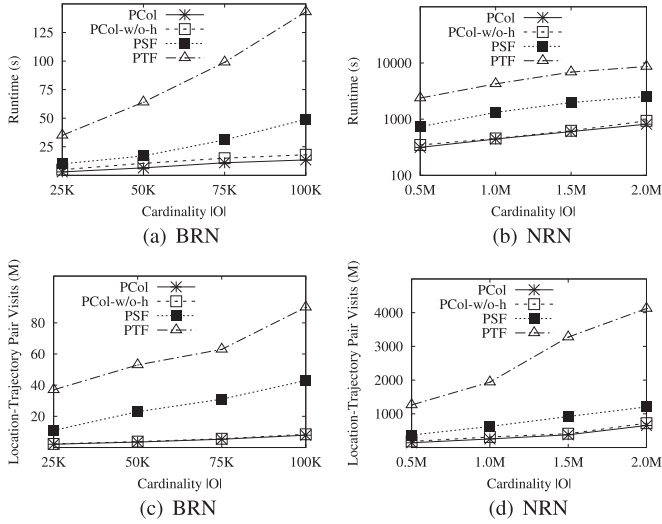 PCol
PCol-w/o-h
PSF
PTF
Runtime (s)
125
100
75
50
25
25K 50K 75K 100K
Cardinality |O|
(a) BRN
PCol
PCol-w/o-h
PSF
PTF
Runtime (s)
10000
1000
100
0.5M 1.0M 1.5M 2.0M
Cardinality |O|
(b) NRN
PCol
PCol-w/o-h
PSF
PTF
Location-Trajectory Pair Visits (M)
80
60
40
20
25K 50K 75K 100K
Cardinality |O|
(c) BRN
PCol
PCol-w/o-h
PSF
PTF
Location-Trajectory Pair Visits (M)
4000
3000
2000
1000
0.5M 1.0M 1.5M 2.0M
Cardinality |O|
(d) NRN